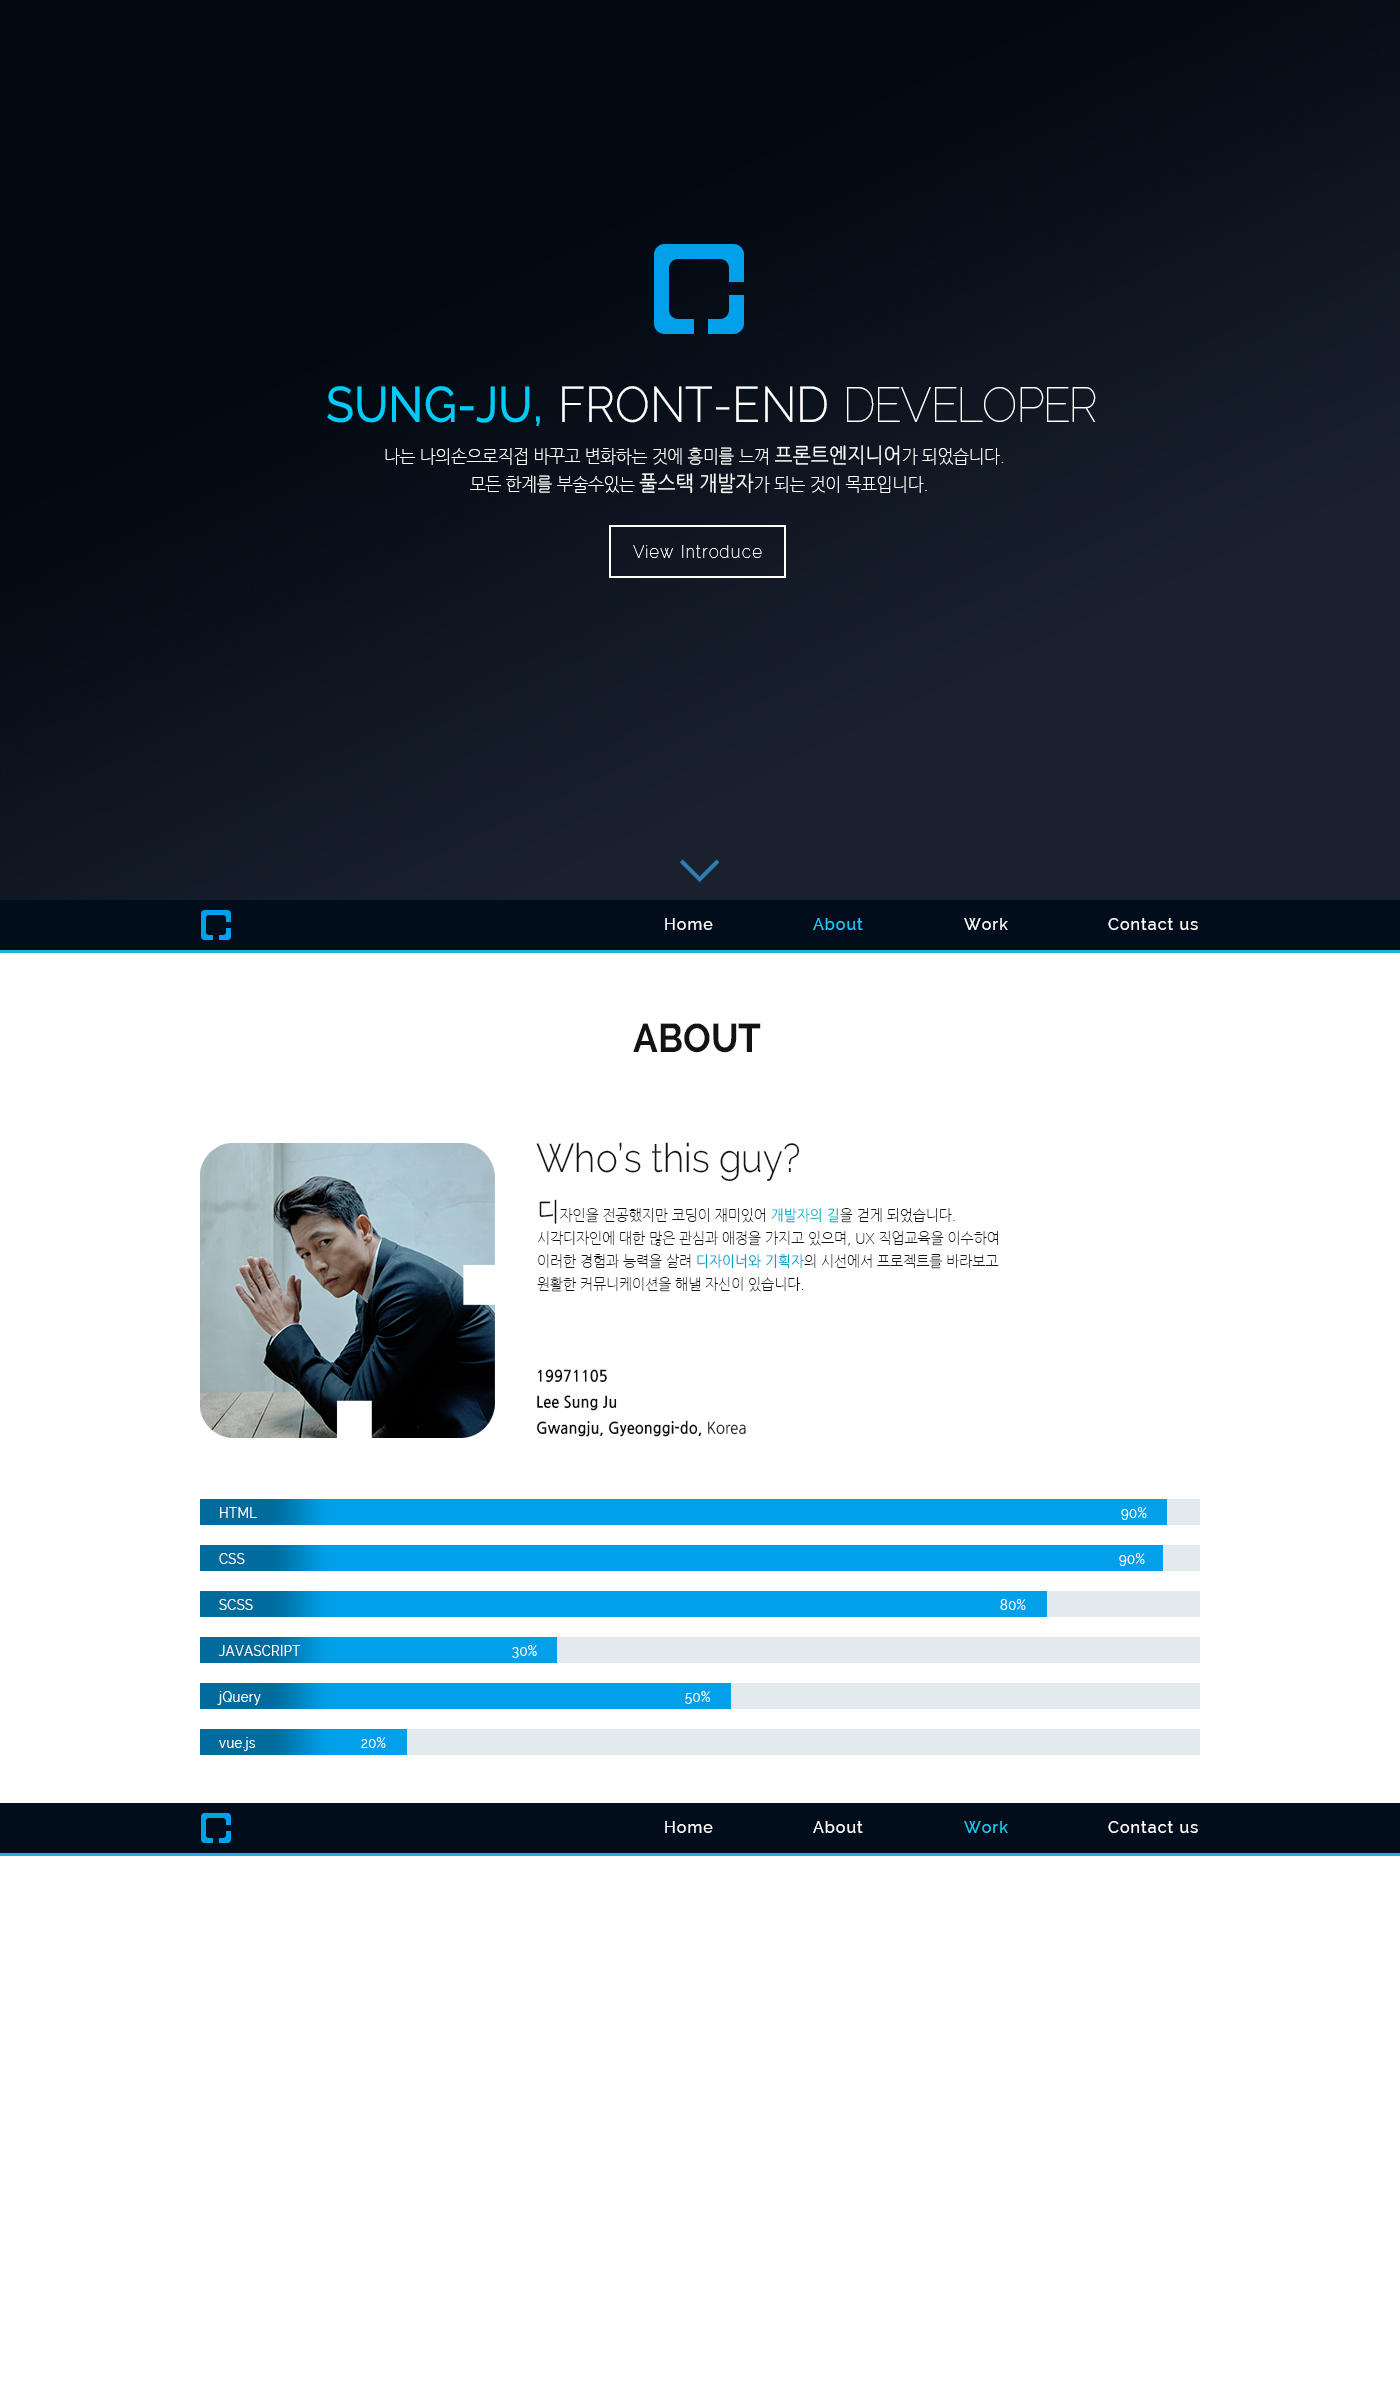 SUNG-JU, FRONT-END DEVELOPER
나는 나의손으로직접 바꾸고 변화하는 것에 흥미를 느껴 프론트엔지니어가 되었습니다.
모든 한계를 부술수있는 풀스택 개발자가 되는 것이 목표입니다.
View Introduce
Home About Work Contact us
ABOUT
Who's this guy?
디자인을 전공했지만 코딩이 재미있어 개발자의 길을 걷게 되었습니다.
시각디자인에 대한 많은 관심과 애정을 가지고 있으며, UX 직업교육을 이수하여
이러한 경험과 능력을 살려 디자이너와 기획자의 시선에서 프로젝트를 바라보고
원활한 커뮤니케이션을 해낼 자신이 있습니다.
19971105
Lee Sung Ju
Gwangju, Gyeonggi-do, Korea
HTML 90%
CSS 90%
SCSS 80%
JAVASCRIPT 30%
jQuery 50%
vue.js 20%
Home About Work Contact us